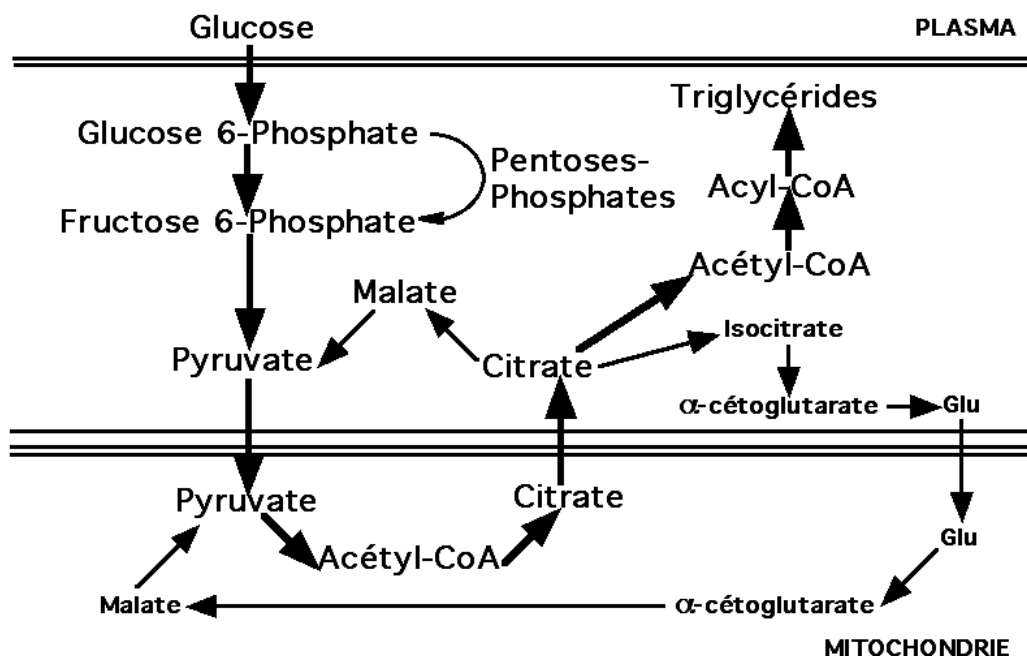 Glucose
PLASMA
Triglycérides
Glucose 6-Phosphate
Pentoses-
Phosphates
Acyl-CoA
Fructose 6-Phosphate
Acétyl-CoA
Malate
Isocitrate
Pyruvate
Citrate
α-cétoglutarate
Glu
Pyruvate
Citrate
Glu
Acétyl-CoA
Malate
α-cétoglutarate
MITOCHONDRIE